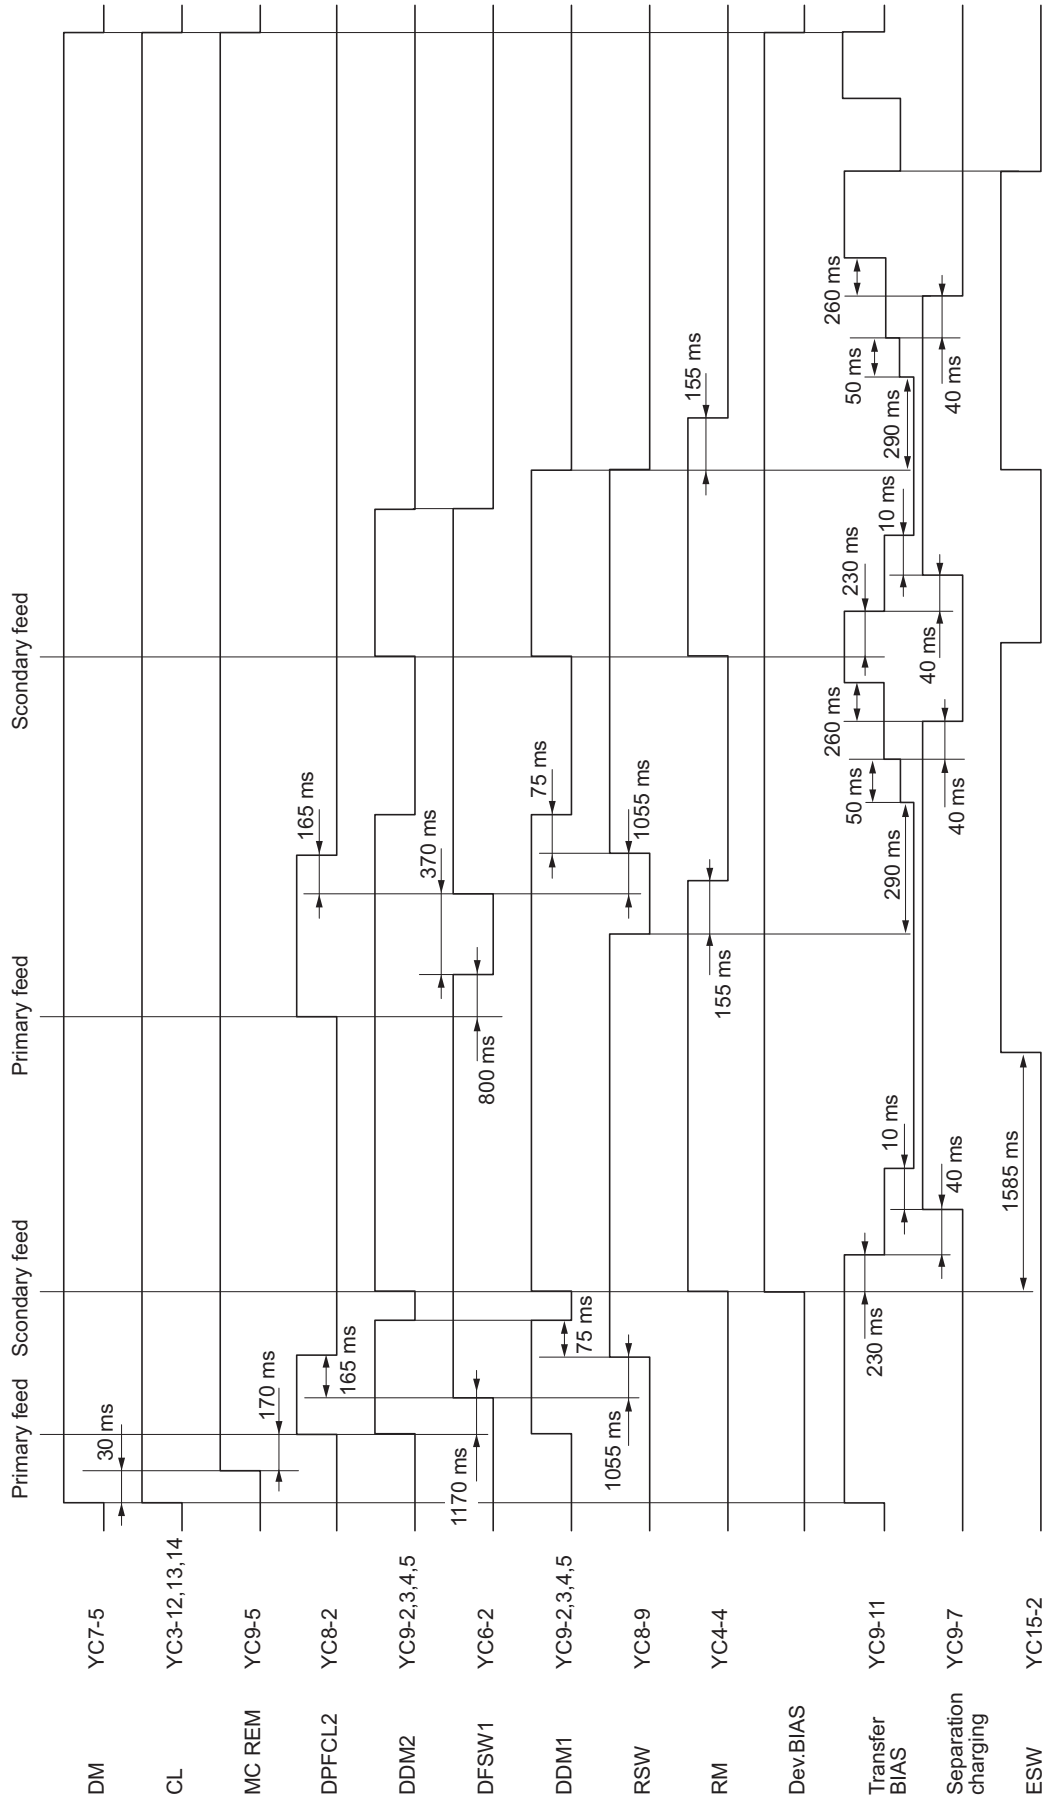 Primary feed
Scondary feed
Primary feed
Scondary feed
DM
YC7-5
30 ms
CL
YC3-12,13,14
MC REM
YC9-5
170 ms
DPFCL2
YC8-2
165 ms
165 ms
DDM2
YC9-2,3,4,5
DFSW1
YC6-2
1170 ms
800 ms
370 ms
DDM1
YC9-2,3,4,5
75 ms
75 ms
RSW
YC8-9
1055 ms
1055 ms
RM
YC4-4
155 ms
155 ms
Dev.BIAS
Transfer
BIAS
YC9-11
230 ms
10 ms
290 ms
50 ms
260 ms
230 ms
10 ms
290 ms
50 ms
260 ms
Separation
charging
YC9-7
40 ms
40 ms
40 ms
40 ms
ESW
YC15-2
1585 ms